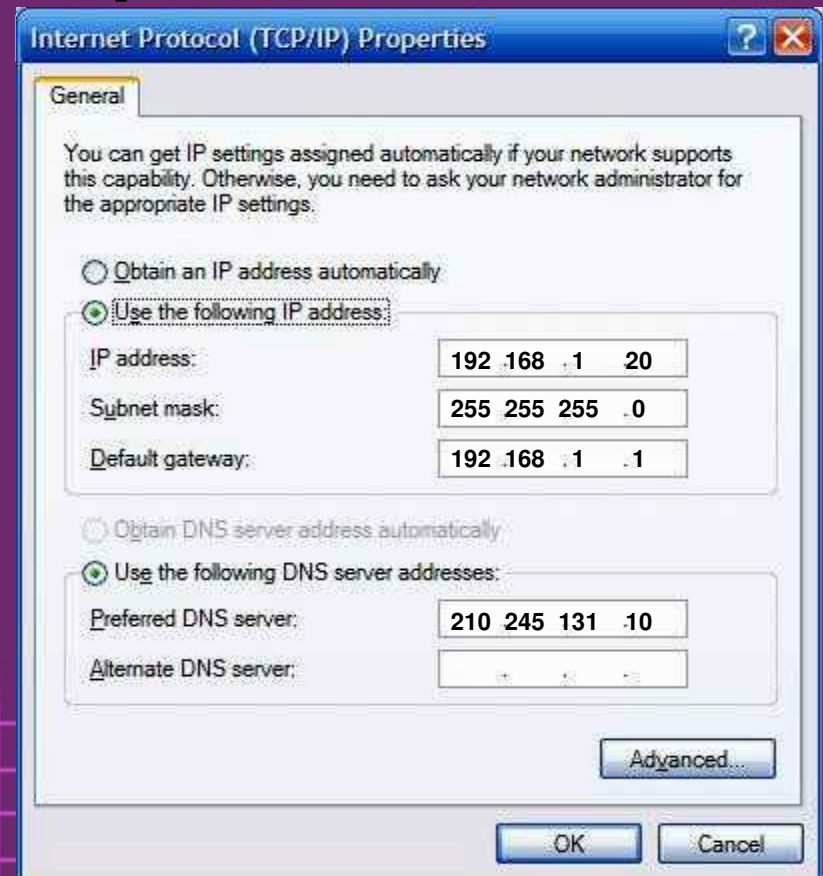 Internet Protocol (TCP/IP) Properties
General
You can get IP settings assigned automatically if your network supports
this capability. Otherwise, you need to ask your network administrator for
the appropriate IP settings.
Obtain an IP address automatically
Use the following IP address:
IP address: 192 .168 .1 .20
Subnet mask: 255 255 255 .0
Default gateway: 192 .168 .1 .1
Obtain DNS server address automatically
Use the following DNS server addresses:
Preferred DNS server: 210 245 131 .10
Alternate DNS server: . . .
Advanced...
OK Cancel